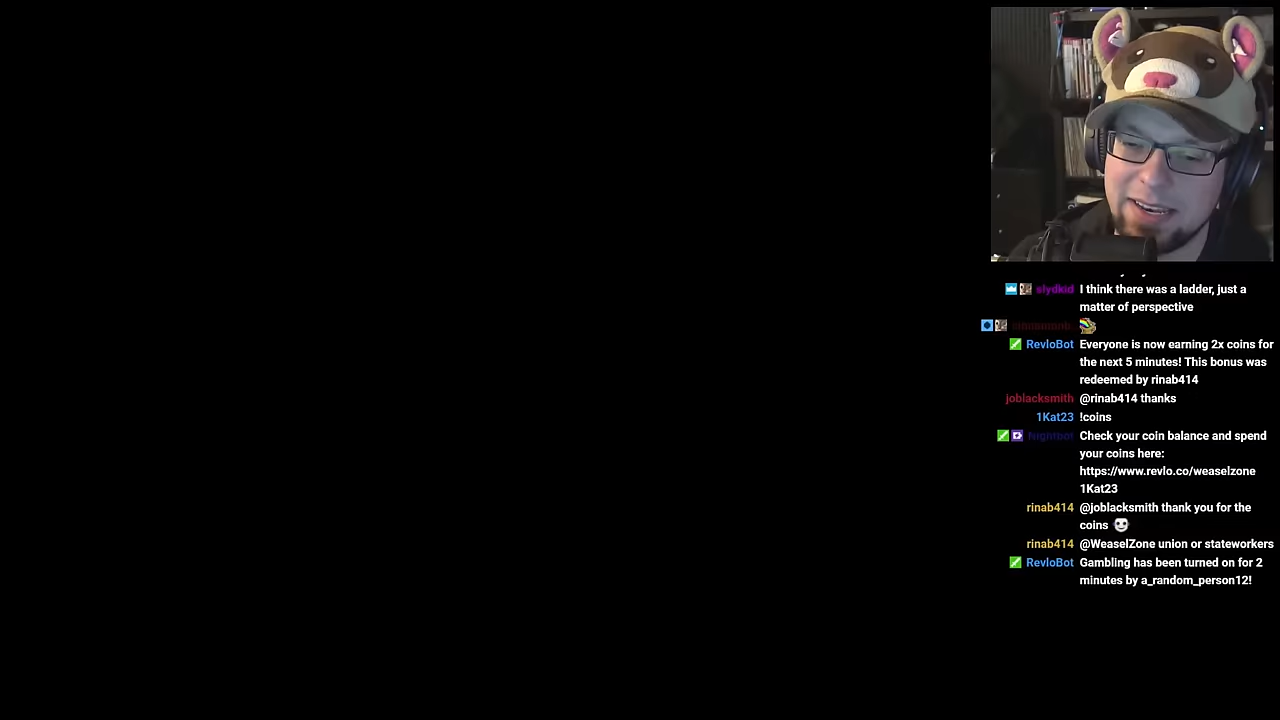 slydkid I think there was a ladder, just a
matter of perspective
RevloBot Everyone is now earning 2x coins for
the next 5 minutes! This bonus was
redeemed by rinab414
joblacksmith @rinab414 thanks
1Kat23 !coins
Nightbot Check your coin balance and spend
your coins here:
https://www.revlo.co/weaselzone
1Kat23
rinab414 @joblacksmith thank you for the
coins
rinab414 @WeaselZone union or stateworkers
RevloBot Gambling has been turned on for 2
minutes by a_random_person12!